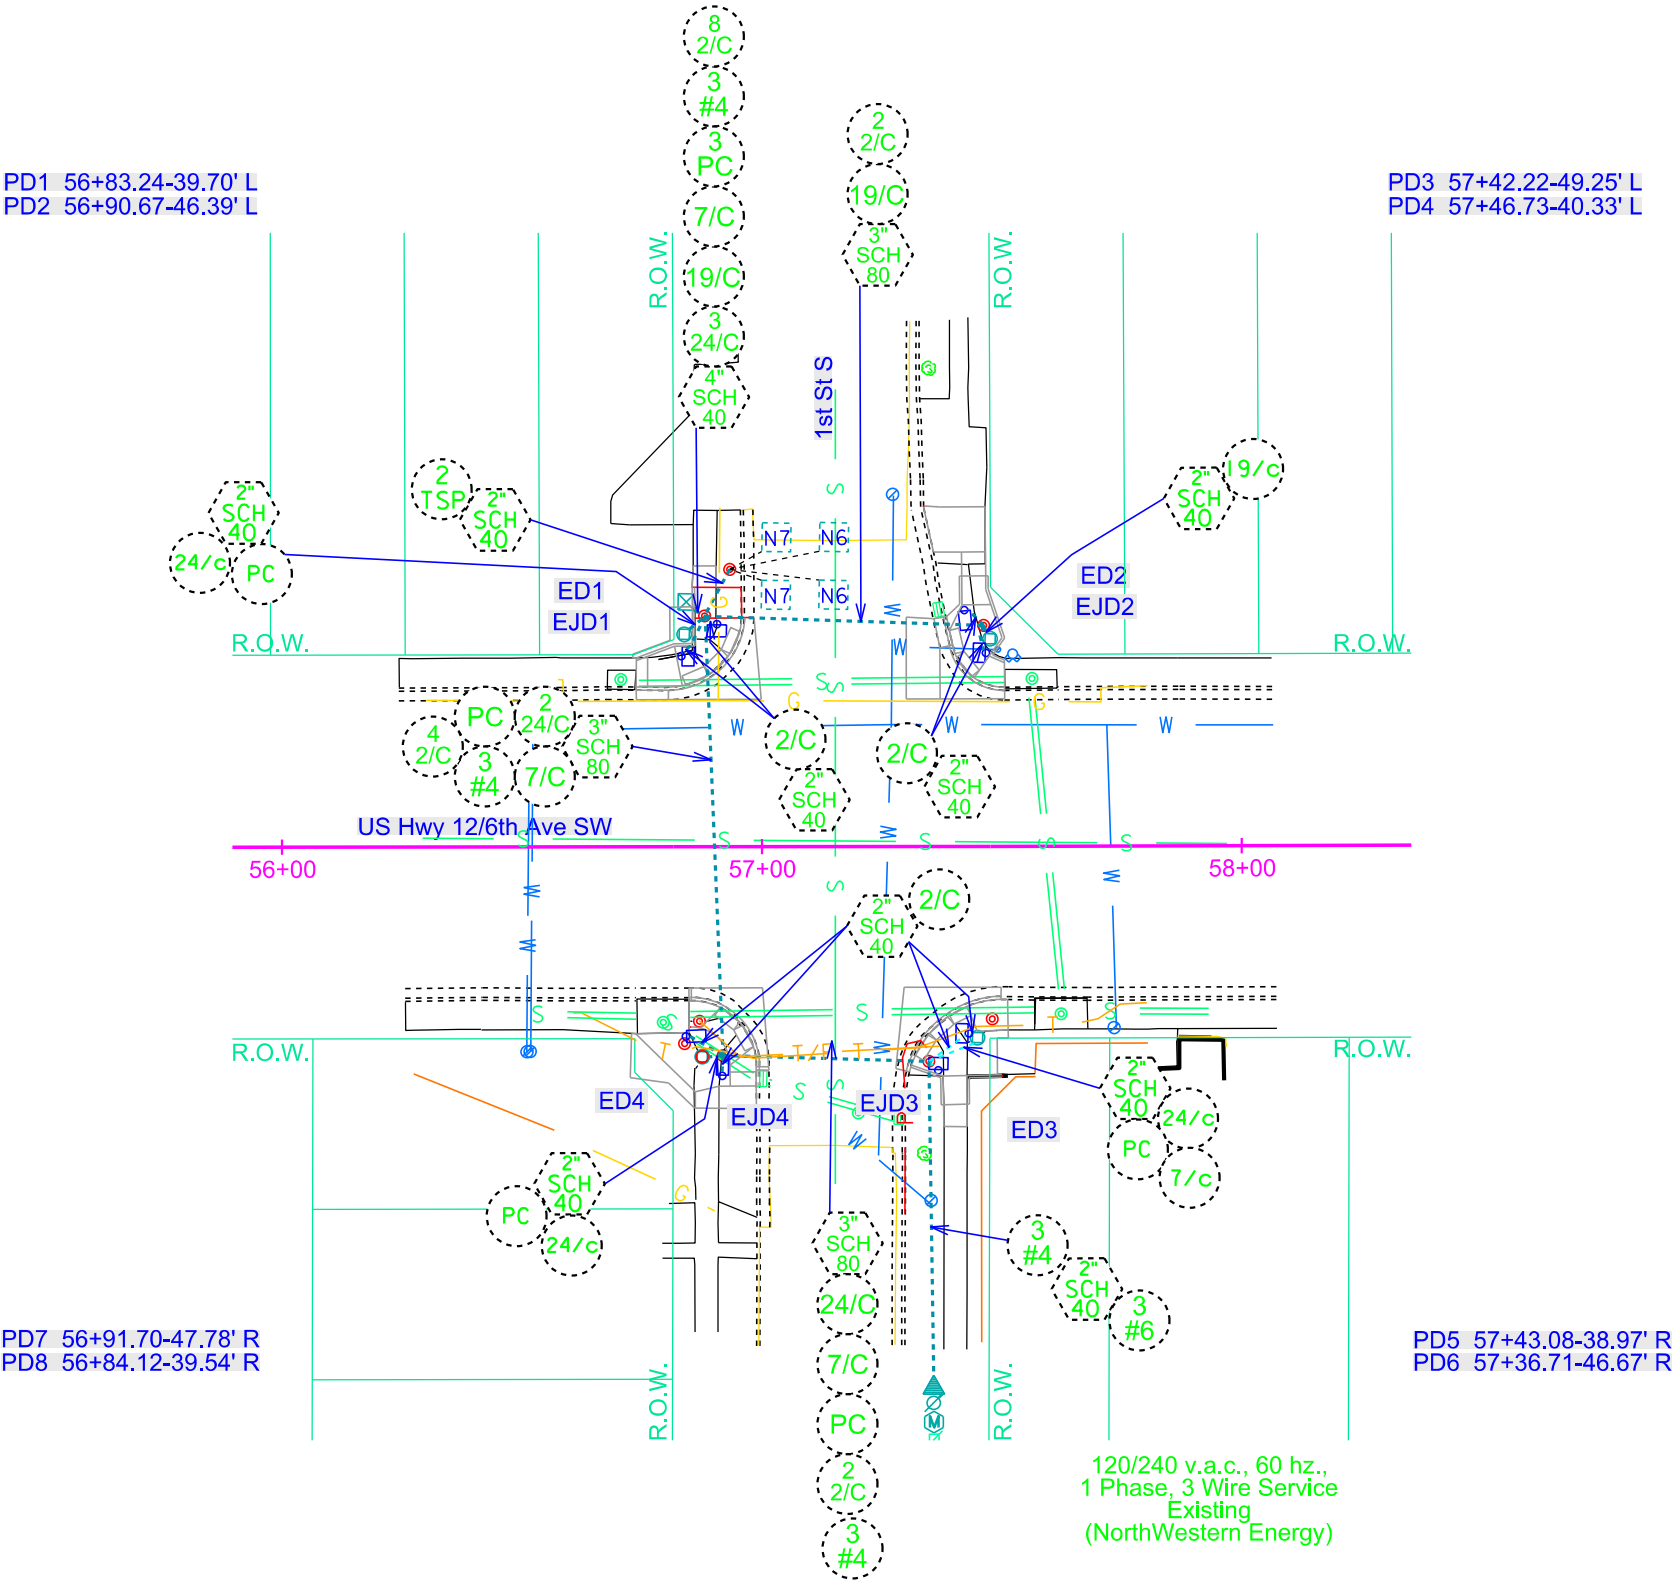 8
2/C
3
#4
3
PC
7/C
19/C
3
24/C
4"
SCH
40
2
2/C
19/C
3"
SCH
80
PD1 56+83.24-39.70' L
PD2 56+90.67-46.39' L
PD3 57+42.22-49.25' L
PD4 57+46.73-40.33' L
R.O.W.
R.O.W.
1st St S
2"
SCH
40
24/c
PC
2
TSP
2"
SCH
40
19/c
2"
SCH
40
S
N7
N6
N7
N6
ED1
EJD1
ED2
EJD2
G
W
W
R.O.W.
R.O.W.
S
S
G
G
PC
2
24/C
4
2/C
3
#4
7/C
3"
SCH
80
W
W
W
2/C
2"
SCH
40
2/C
2"
SCH
40
US Hwy 12/6th Ave SW
W
S
S
S
S
S
56+00
57+00
58+00
W
W
W
S
2"
SCH
40
2/C
S
S
S
S
R.O.W.
R.O.W.
T
T/
T
T
W
S
S
W
ED4
EJD4
EJD3
ED3
2"
SCH
40
24/c
PC
7/c
2"
SCH
40
PC
24/c
G
3"
SCH
80
24/C
7/C
PC
2
2/C
3
#4
3
#4
2"
SCH
40
3
#6
PD7 56+91.70-47.78' R
PD8 56+84.12-39.54' R
PD5 57+43.08-38.97' R
PD6 57+36.71-46.67' R
R.O.W.
R.O.W.
M
120/240 v.a.c., 60 hz.,
1 Phase, 3 Wire Service
Existing
(NorthWestern Energy)